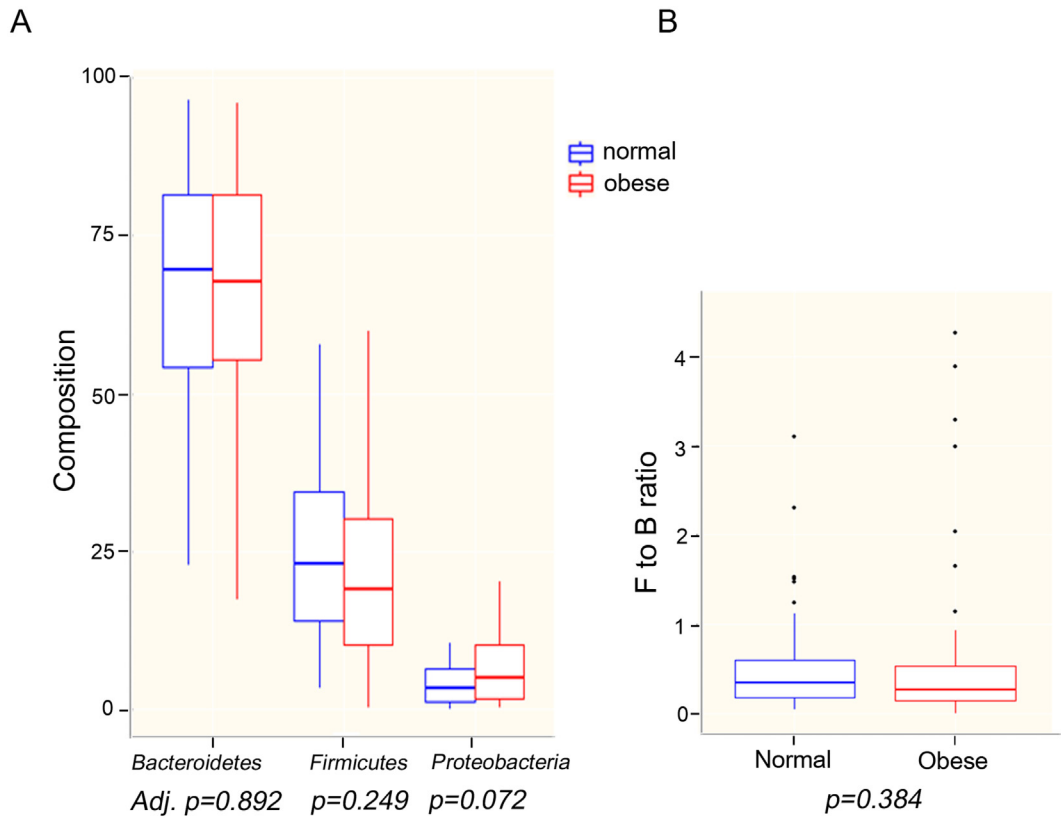 A
B
100
75
50
25
0
Composition
normal
obese
Bacteroidetes
Firmicutes
Proteobacteria
Adj. p=0.892
p=0.249
p=0.072
4
3
2
1
0
F to B ratio
Normal
Obese
p=0.384